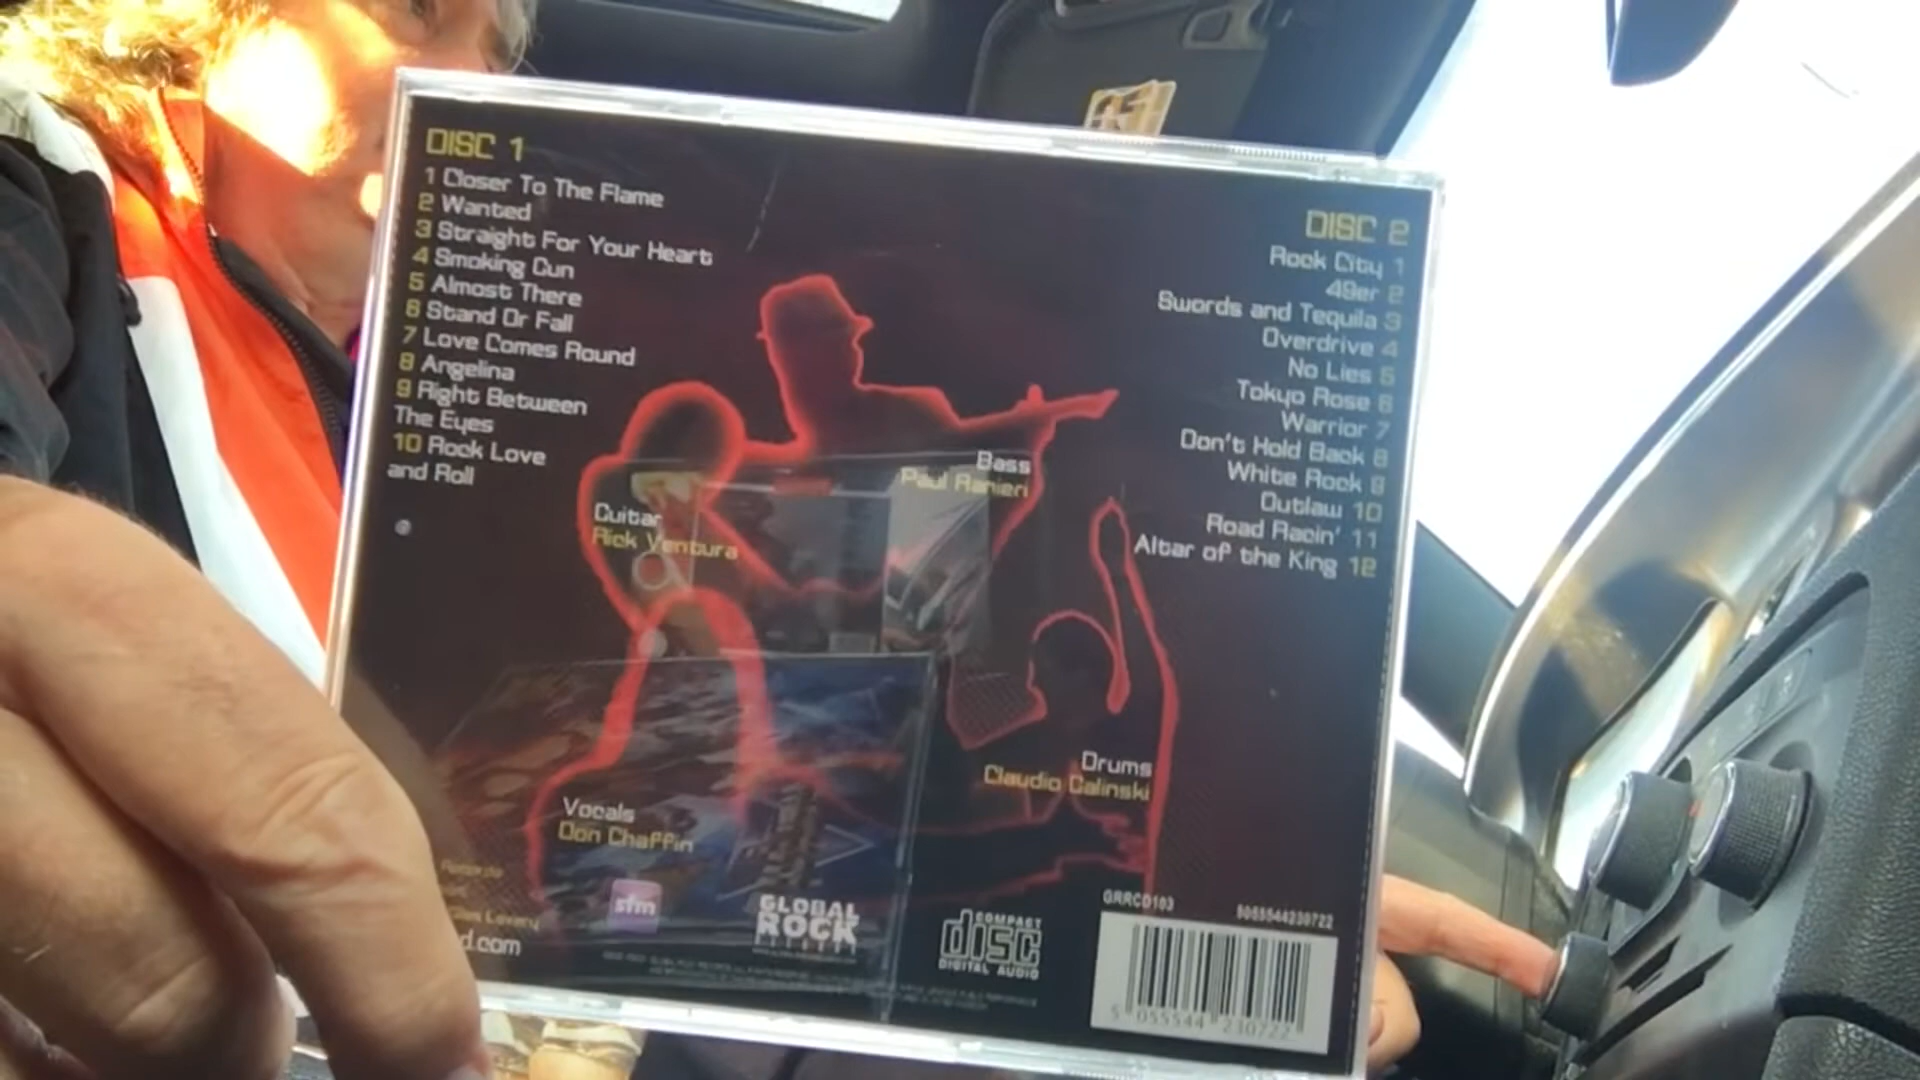 DISC 1
1 Closer To The Flame
2 Wanted
3 Straight For Your Heart
4 Smoking Gun
5 Almost There
6 Stand Or Fall
7 Love Comes Round
8 Angelina
9 Right Between
The Eyes
10 Rock Love
and Roll
DISC 2
Rock City 1
49er 2
Swords and Tequila 3
Overdrive 4
No Lies 5
Tokyo Rose 6
Warrior 7
Don't Hold Back 8
White Rock 9
Outlaw 10
Road Racin' 11
Altar of the King 12
Bass
Paul Ranieri
Guitar
Rick Ventura
Drums
Claudio Galinski
Vocals
Don Chaffin
d.com
sfm
GLOBAL
ROCK
RECORDS
COMPACT
disc
DIGITAL AUDIO
GRRCD103
5055544230722
5 055544 230722